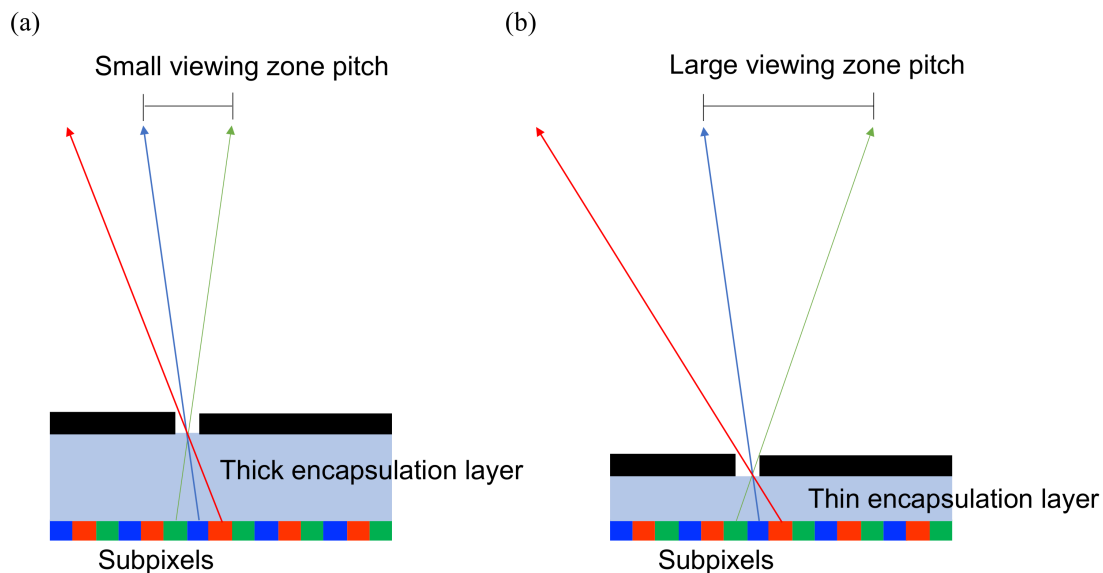 (a)
Small viewing zone pitch
Thick encapsulation layer
Subpixels
(b)
Large viewing zone pitch
Thin encapsulation layer
Subpixels